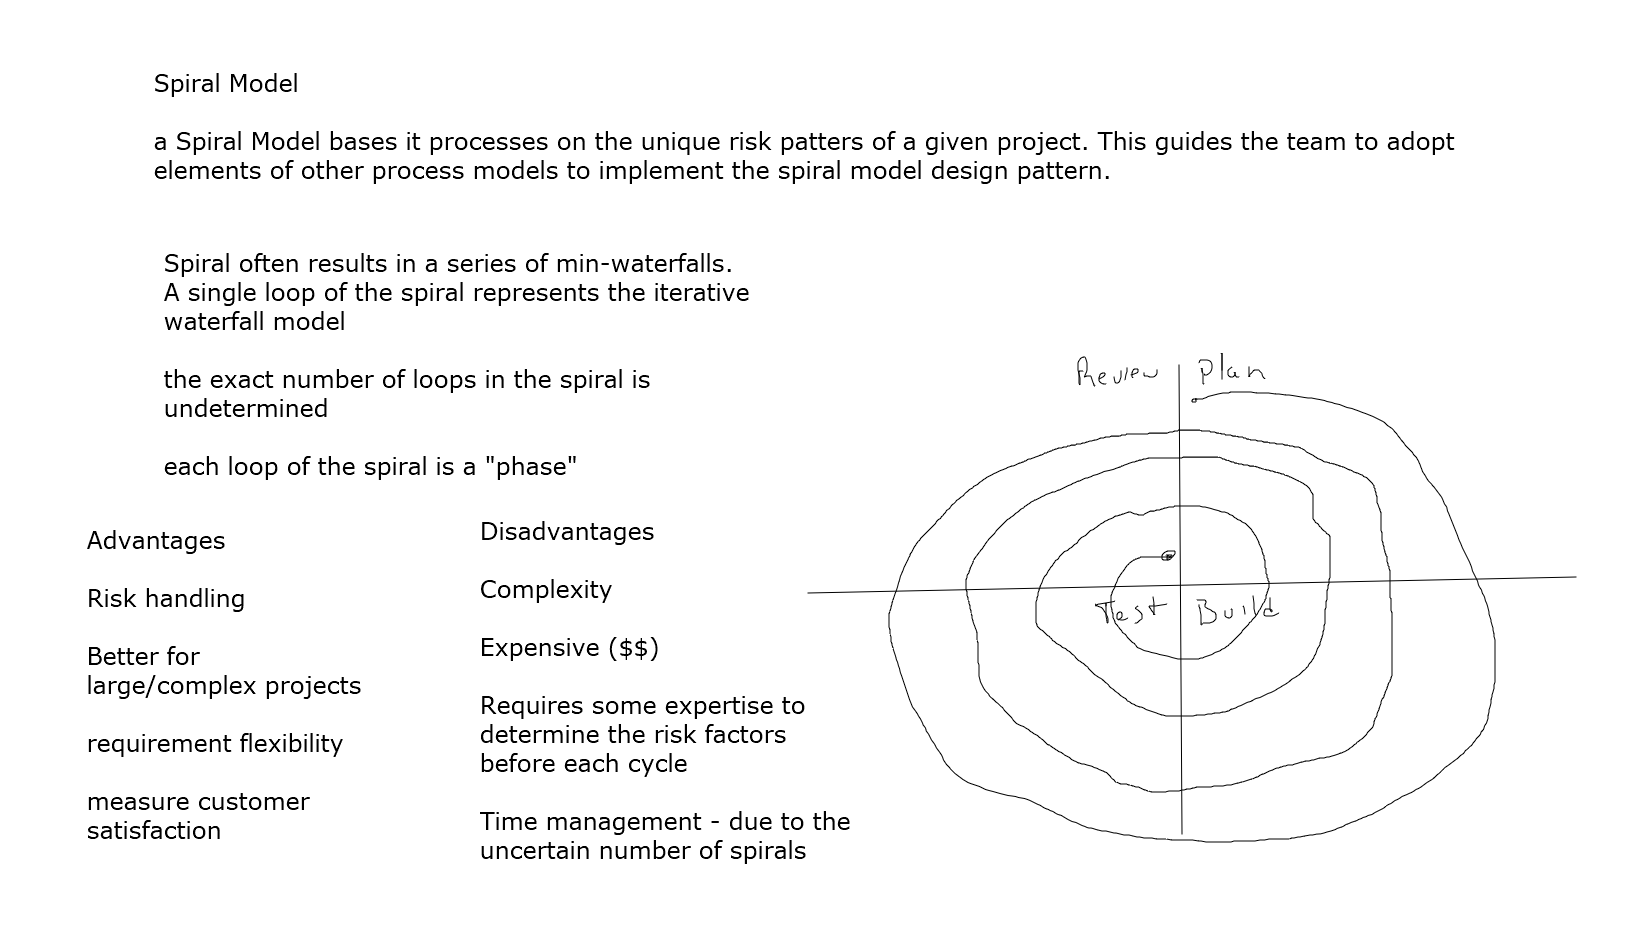 Spiral Model
a Spiral Model bases it processes on the unique risk patters of a given project. This guides the team to adopt
elements of other process models to implement the spiral model design pattern.
Spiral often results in a series of min-waterfalls.
A single loop of the spiral represents the iterative
waterfall model
the exact number of loops in the spiral is
undetermined
each loop of the spiral is a "phase"
Advantages
Risk handling
Better for
large/complex projects
requirement flexibility
measure customer
satisfaction
Disadvantages
Complexity
Expensive ($$)
Requires some expertise to
determine the risk factors
before each cycle
Time management - due to the
uncertain number of spirals
Review
Plan
Test
Build